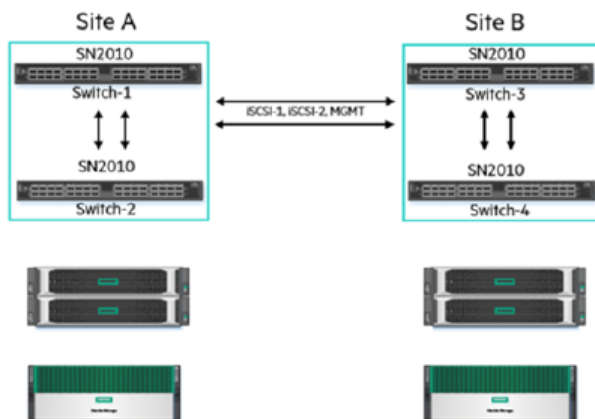 Site A
Site B
SN2010
SN2010
Switch-1
Switch-3
iSCSI-1, iSCSI-2, MGMT
SN2010
SN2010
Switch-2
Switch-4